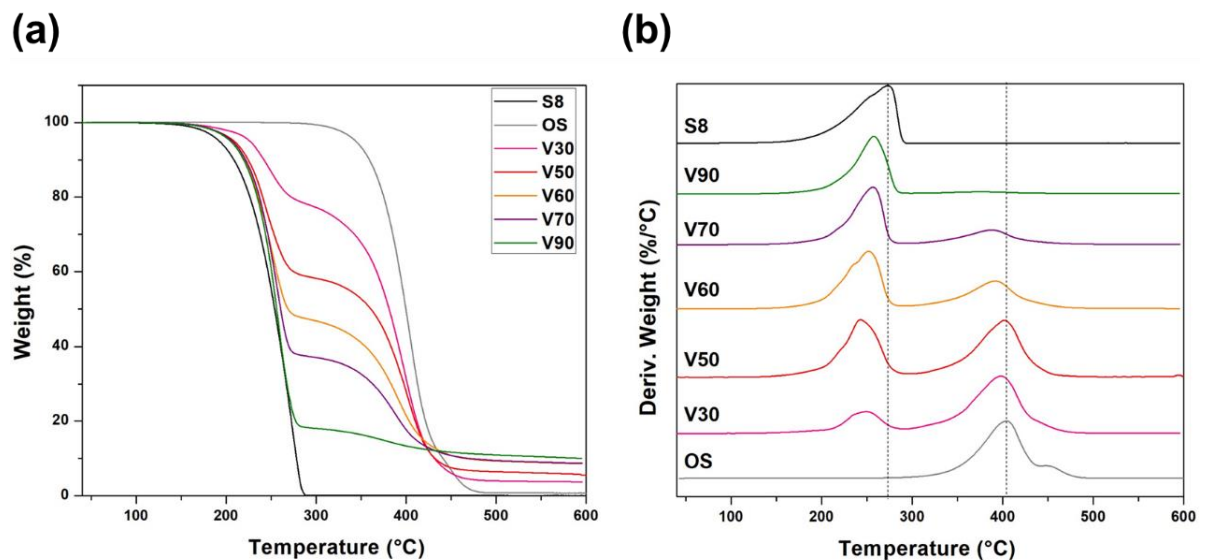 (a)
(b)
S8
OS
V30
V50
V60
V70
V90
100
80
60
40
20
0
Weight (%)
100 200 300 400 500 600
Temperature (°C)
S8
V90
V70
V60
V50
V30
OS
Deriv. Weight (%/°C)
100 200 300 400 500 600
Temperature (°C)